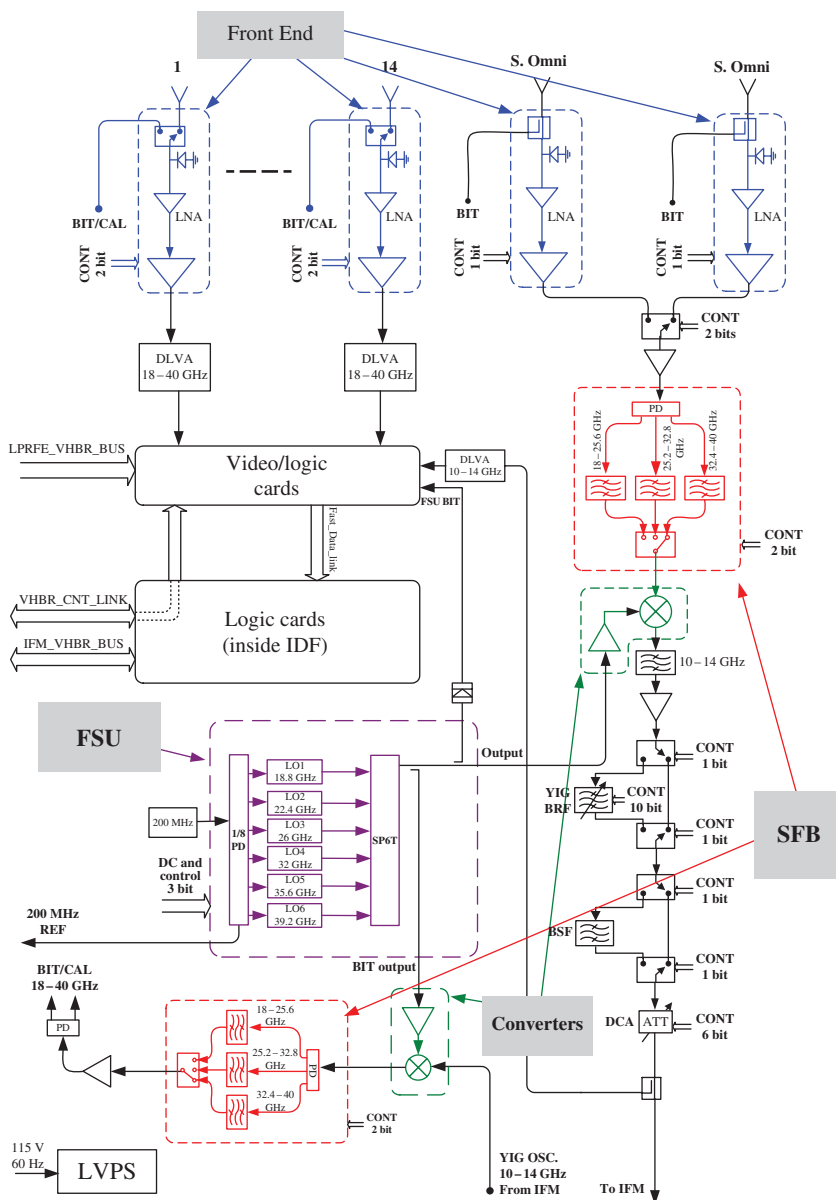 Front End
1
14
S. Omni
S. Omni
BIT/CAL
LNA
CONT
2 bit
BIT/CAL
LNA
CONT
2 bit
BIT
LNA
CONT
1 bit
BIT
LNA
CONT
1 bit
CONT
2 bits
DLVA
18–40 GHz
DLVA
18–40 GHz
PD
18–25.6 GHz
25.2–32.8
GHz
32.4–40 GHz
CONT
2 bit
LPRFE_VHBR_BUS
Video/logic
cards
DLVA
10–14 GHz
FSU BIT
Fast_Data_link
VHBR_CNT_LINK
IFM_VHBR_BUS
Logic cards
(inside IDF)
10–14 GHz
FSU
Output
200 MHz
1/8
PD
LO1
18.8 GHz
LO2
22.4 GHz
LO3
26 GHz
LO4
32 GHz
LO5
35.6 GHz
LO6
39.2 GHz
SP6T
DC and
control
3 bit
200 MHz
REF
BIT output
CONT
1 bit
YIG
BRF
CONT
10 bit
CONT
1 bit
SFB
CONT
1 bit
BSF
CONT
1 bit
DCA
ATT
CONT
6 bit
Converters
BIT/CAL
18–40 GHz
PD
18–25.6
GHz
25.2–32.8
GHz
32.4–40
GHz
PD
CONT
2 bit
115 V
60 Hz
LVPS
YIG OSC.
10–14 GHz
From IFM
To IFM